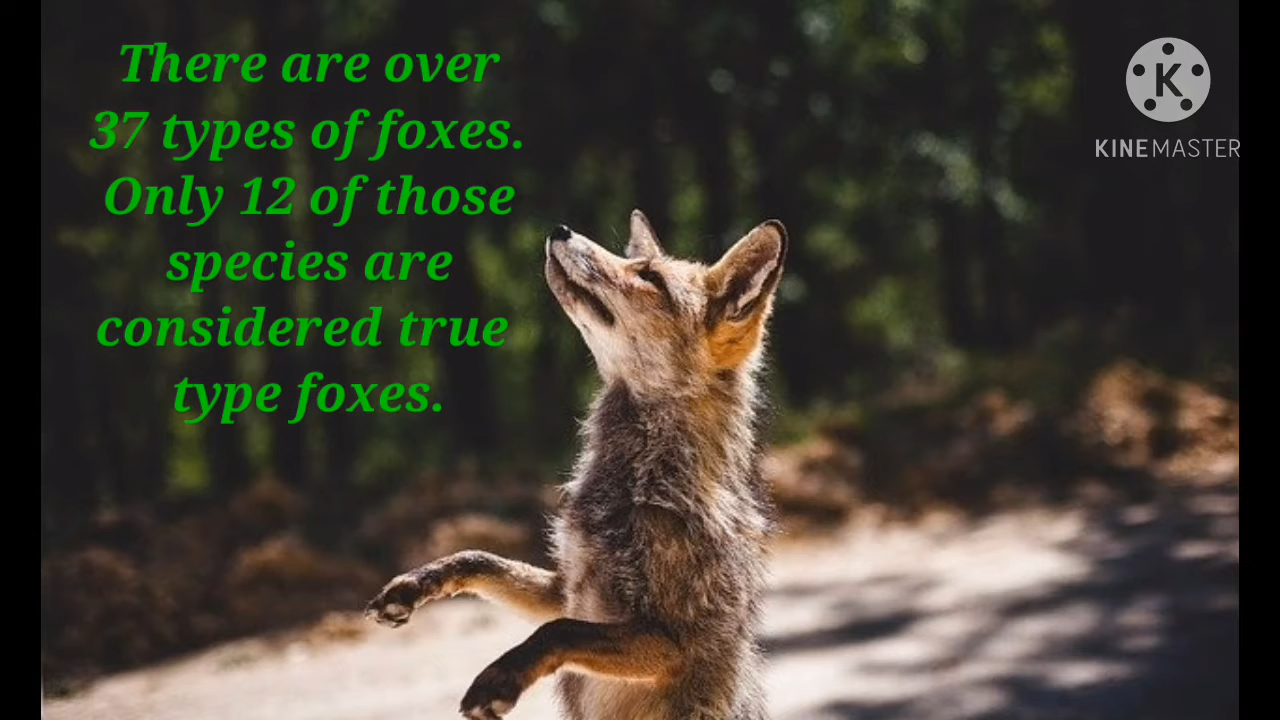 There are over
37 types of foxes.
Only 12 of those
species are
considered true
type foxes.
K
KINEMASTER